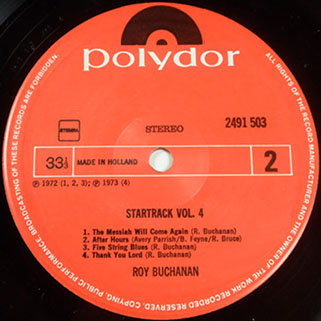 polydor
STEMRA
STEREO
2491 503
33⅓
MADE IN HOLLAND
2
℗ 1972 (1, 2, 3); ℗ 1973 (4)
STARTRACK VOL. 4
1. The Messiah Will Come Again (R. Buchanan)
2. After Hours (Avery Parrish/B. Feyne/R. Bruce)
3. Five String Blues (R. Buchanan)
4. Thank You Lord (R. Buchanan)
ROY BUCHANAN
ALL RIGHTS OF THE RECORD MANUFACTURER AND THE OWNER OF THE WORK RECORDED RESERVED. COPYING, PUBLIC PERFORMANCE, BROADCASTING OF THESE RECORDS ARE FORBIDDEN.